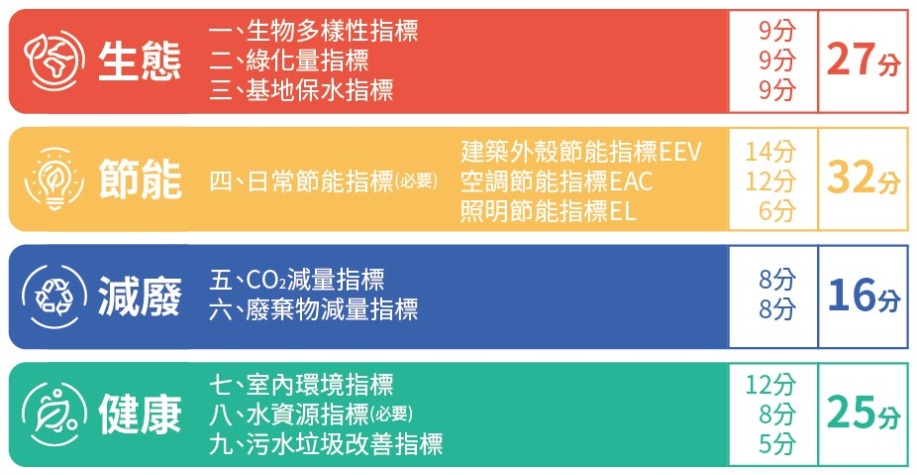 生態
一、生物多樣性指標 9分
二、綠化量指標 9分
三、基地保水指標 9分
27分
節能
四、日常節能指標(必要)
建築外殼節能指標EEV 14分
空調節能指標EAC 12分
照明節能指標EL 6分
32分
減廢
五、CO₂減量指標 8分
六、廢棄物減量指標 8分
16分
健康
七、室內環境指標 12分
八、水資源指標(必要) 8分
九、污水垃圾改善指標 5分
25分